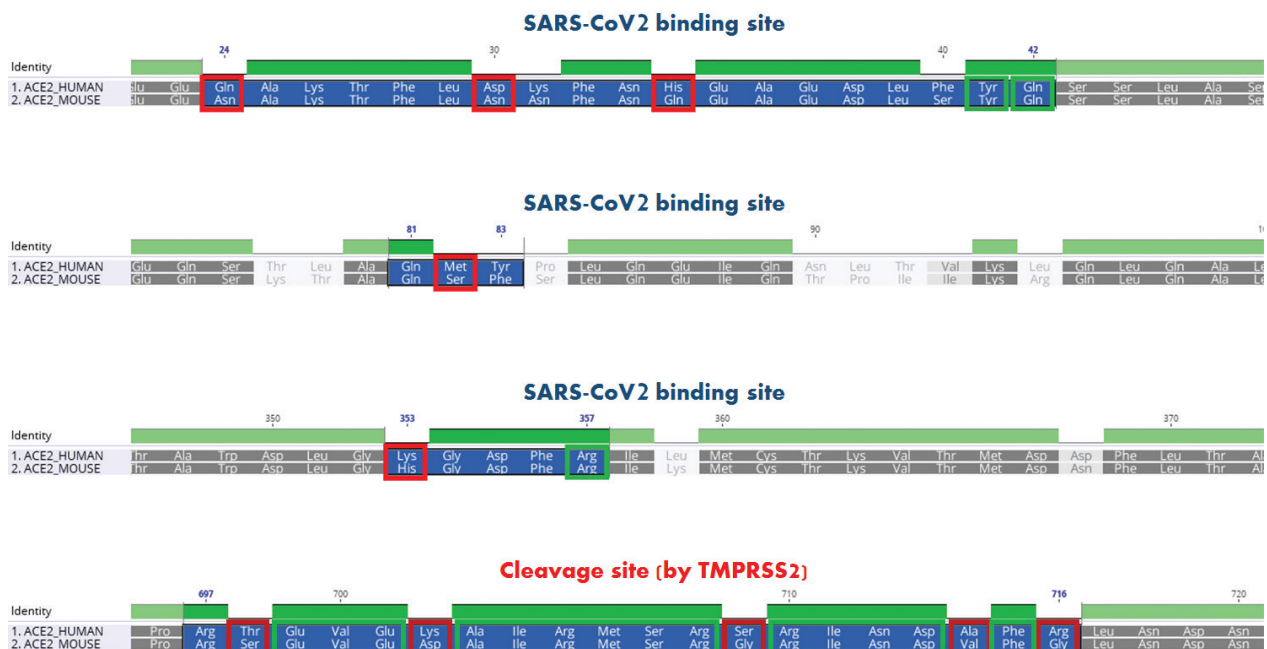 SARS-CoV2 binding site
24 30 40 42
Identity
1. ACE2_HUMAN Glu Gln Ala Lys Thr Phe Leu Asp Lys Phe Asn His Glu Ala Glu Asp Leu Phe Tyr Gln Ser Ser Leu Ala
2. ACE2_MOUSE Glu Asn Ala Lys Thr Phe Leu Asn Asn Phe Asn Gln Glu Ala Glu Asp Leu Ser Tyr Gln Ser Ser Leu Ala
SARS-CoV2 binding site
81 83 90
Identity
1. ACE2_HUMAN Glu Gln Ser Thr Leu Ala Gln Met Tyr Pro Leu Gln Glu Ile Gln Asn Leu Thr Val Lys Leu Gln Leu Gln Ala
2. ACE2_MOUSE Glu Gln Ser Lys Thr Ala Gln Ser Phe Ser Leu Gln Glu Ile Gln Thr Pro Ile Ile Lys Arg Gln Leu Gln Ala
SARS-CoV2 binding site
350 353 357 360 370
Identity
1. ACE2_HUMAN Ala Trp Asp Leu Gly Lys Gly Asp Phe Arg Ile Leu Met Cys Thr Lys Val Thr Met Asp Asp Phe Leu Thr
2. ACE2_MOUSE Ala Trp Asp Leu Gly His Gly Asp Phe Arg Ile Lys Met Cys Thr Lys Val Thr Met Asp Asn Phe Leu Thr
Cleavage site (by TMPRSS2)
697 700 710 716 720
Identity
1. ACE2_HUMAN Pro Arg Thr Glu Val Glu Lys Ala Ile Arg Met Ser Arg Ser Arg Ile Asn Asp Ala Phe Arg Leu Asn Asp Asn
2. ACE2_MOUSE Pro Arg Ser Glu Val Glu Asp Ala Ile Arg Met Ser Arg Gly Arg Ile Asn Asp Val Phe Gly Leu Asn Asp Asn